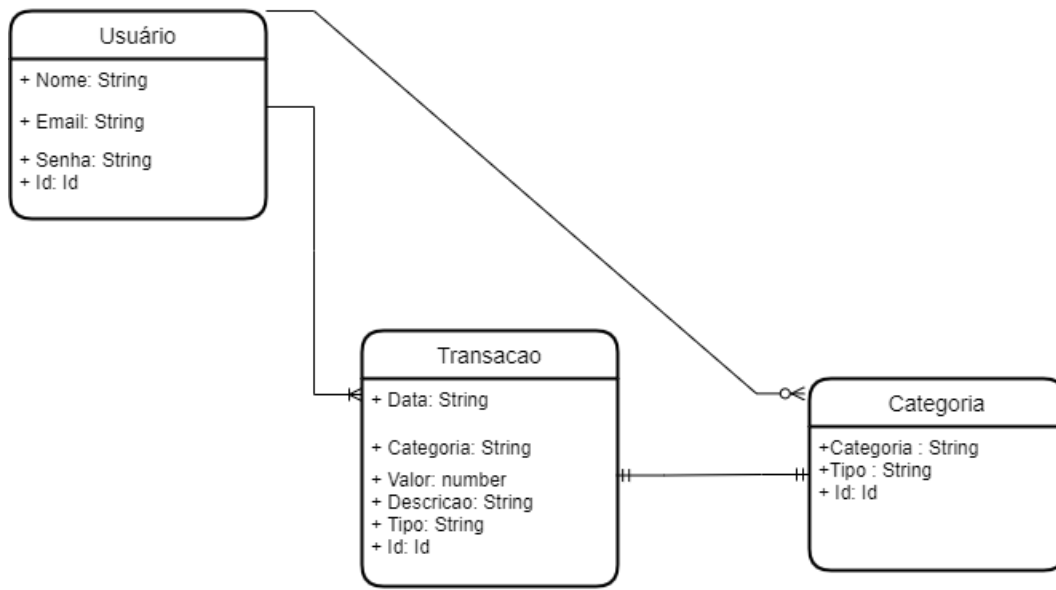 Usuário
+ Nome: String
+ Email: String
+ Senha: String
+ Id: Id
Transacao
+ Data: String
+ Categoria: String
+ Valor: number
+ Descricao: String
+ Tipo: String
+ Id: Id
Categoria
+Categoria : String
+Tipo : String
+ Id: Id